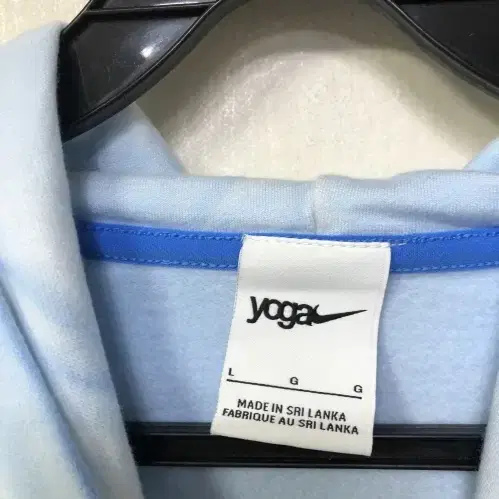 yoga
L G G
MADE IN SRI LANKA
FABRIQUE AU SRI LANKA